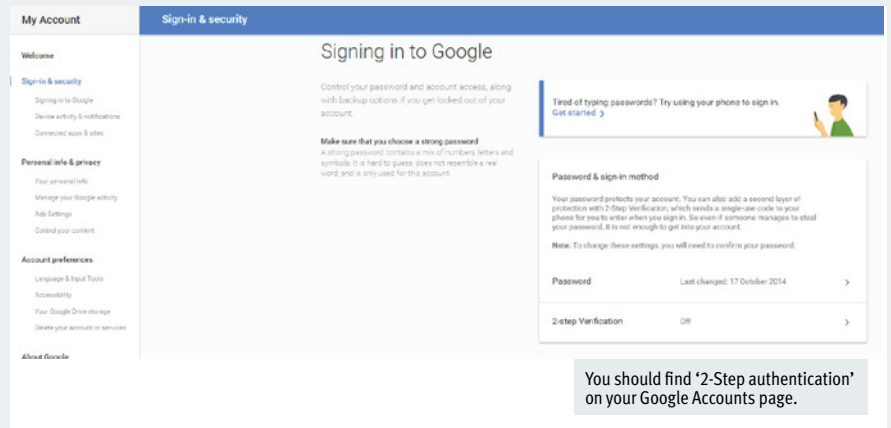 My Account
Sign-in & security
Welcome
Sign-in & security
Signing in to Google
Device activity & notifications
Connected apps & sites
Personal info & privacy
Your personal info
Manage your Google activity
Ads Settings
Control your content
Account preferences
Language & Input Tools
Accessibility
Your Google Drive storage
Delete your account or services
About Google
Signing in to Google
Control your password and account access, along
with backup options if you get locked out of your
account.
Make sure that you choose a strong password
A strong password contains a mix of numbers, letters and
symbols. It is hard to guess, does not resemble a real
word, and is only used for this account.
Tired of typing passwords? Try using your phone to sign in.
Get started >
Password & sign-in method
Your password protects your account. You can also add a second layer of
protection with 2-Step Verification, which sends a single-use code to your
phone for you to enter when you sign in. So even if someone manages to steal
your password, it is not enough to get into your account.
Note: To change these settings, you will need to confirm your password.
Password Last changed: 17 October 2014 >
2-step Verification Off >
You should find ‘2-Step authentication’
on your Google Accounts page.